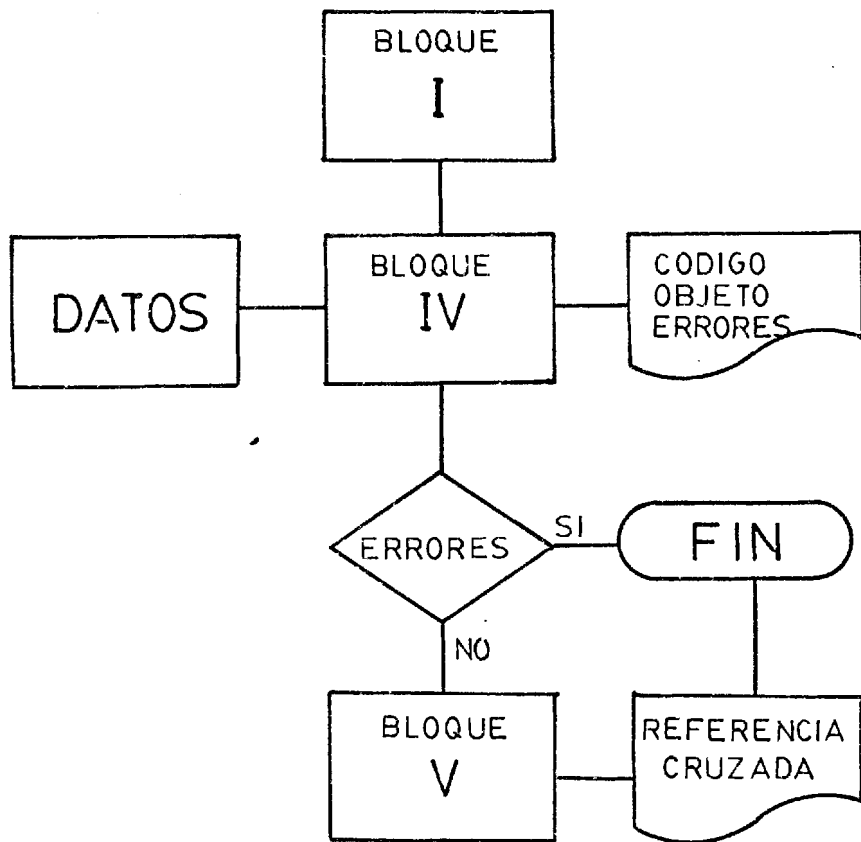 BLOQUE
I
DATOS
BLOQUE
IV
CODIGO
OBJETO
ERRORES
ERRORES
SI
FIN
NO
BLOQUE
V
REFERENCIA
CRUZADA